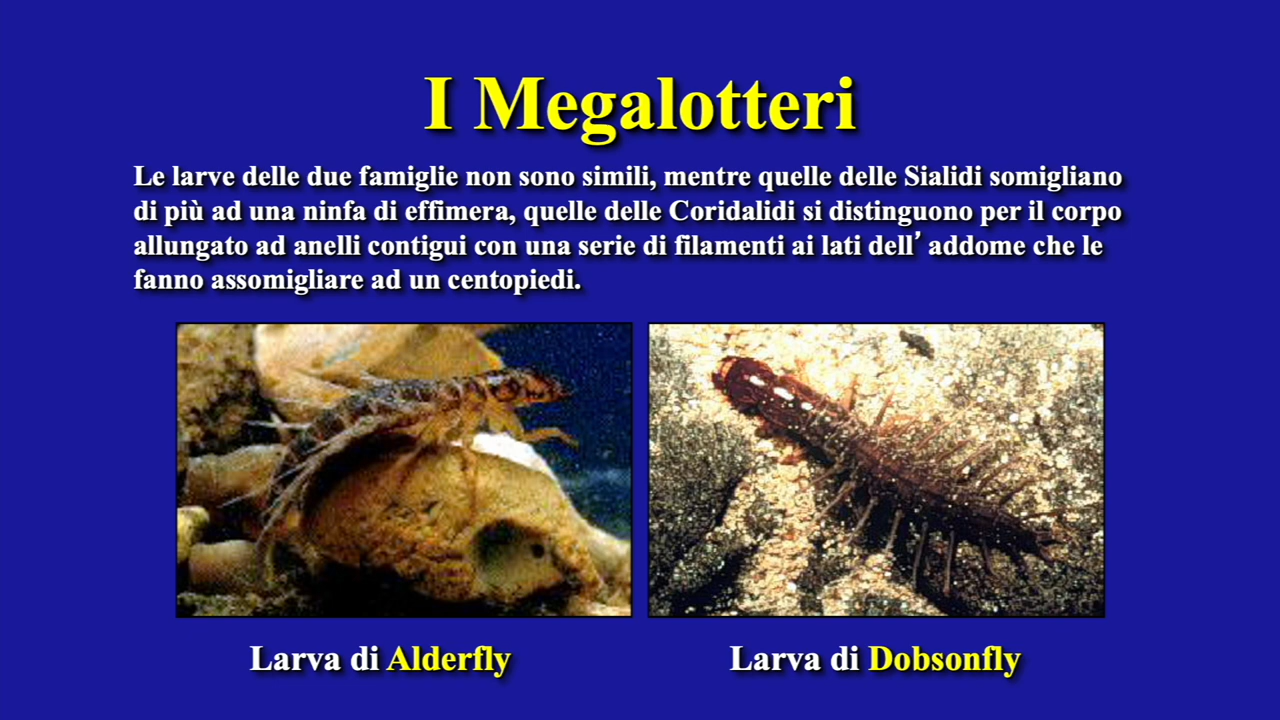 I Megalotteri
Le larve delle due famiglie non sono simili, mentre quelle delle Sialidi somigliano
di più ad una ninfa di effimera, quelle delle Coridalidi si distinguono per il corpo
allungato ad anelli contigui con una serie di filamenti ai lati dell’ addome che le
fanno assomigliare ad un centopiedi.
Larva di Alderfly
Larva di Dobsonfly